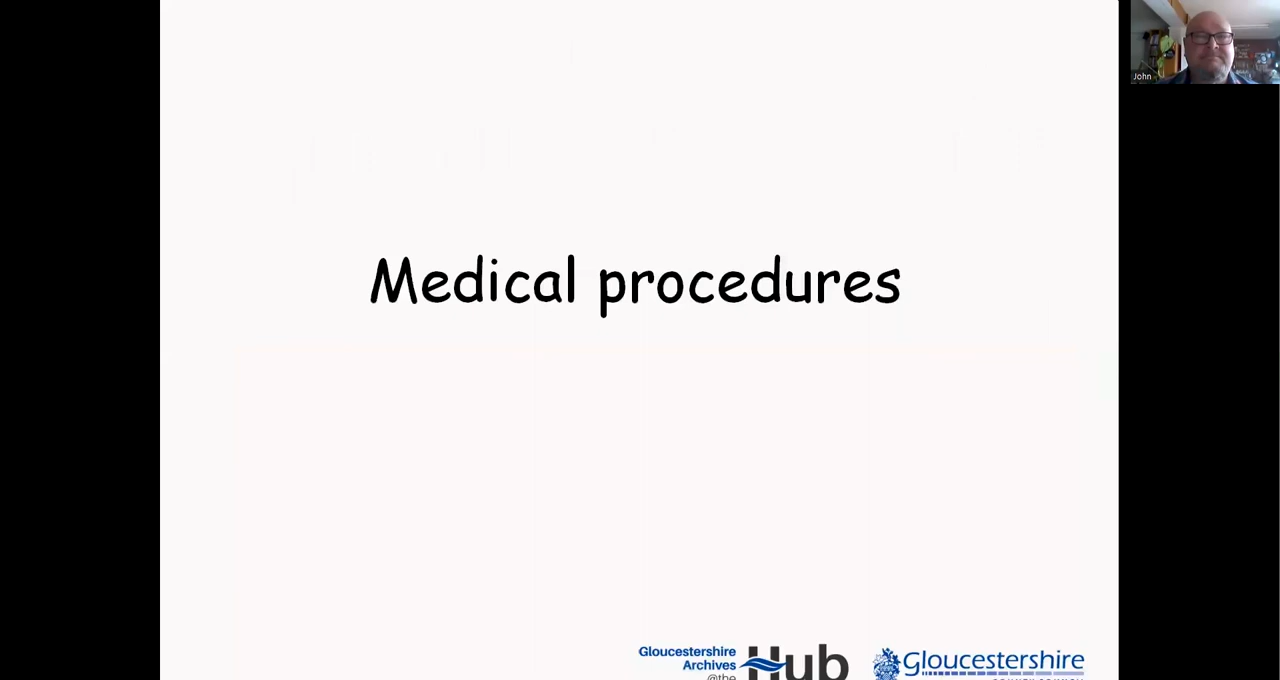 John
Medical procedures
Gloucestershire
Archives
@the
Hub
Gloucestershire